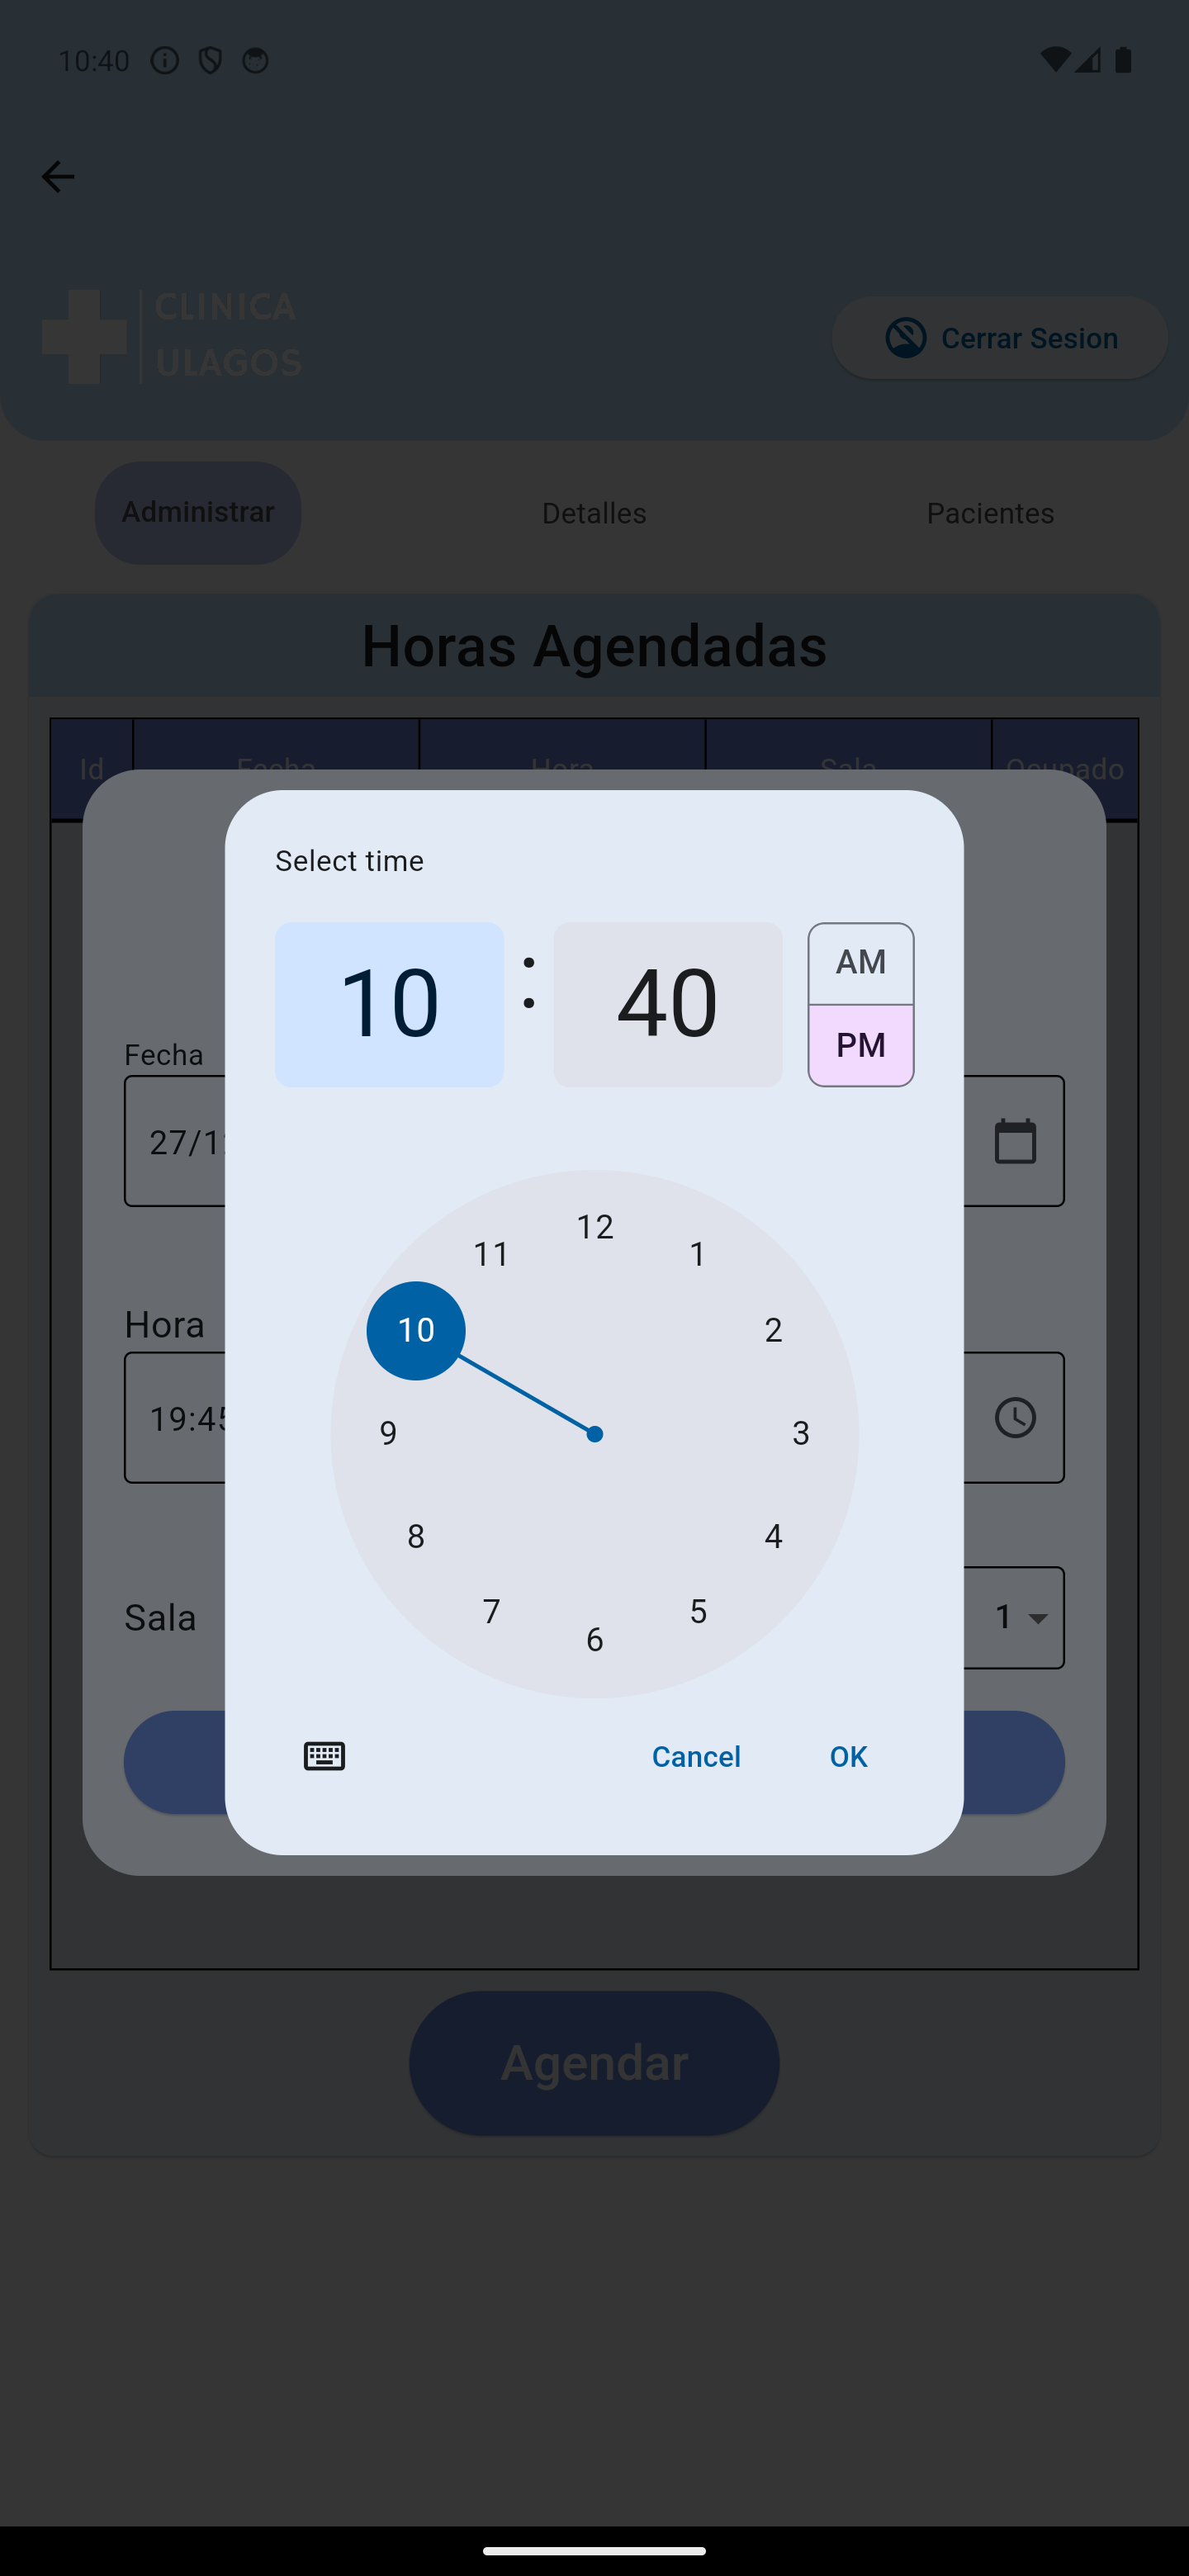 10:40
CLINICA
ULAGOS
Cerrar Sesion
Administrar
Detalles
Pacientes
Horas Agendadas
Id
Fecha
Hora
Sala
Ocupado
Select time
10 : 40
AM
PM
Fecha
27/1
Hora
19:45
Sala
1
12
1
2
3
4
5
6
7
8
9
10
11
Cancel
OK
Agendar